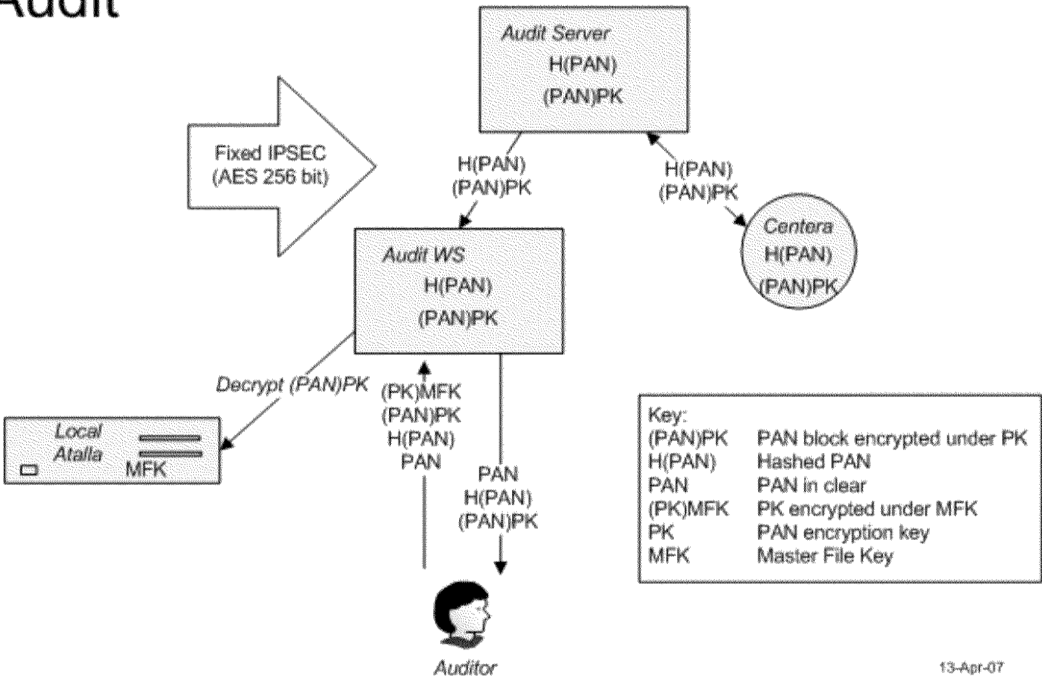 Audit
Audit Server
H(PAN)
(PAN)PK
Fixed IPSEC
(AES 256 bit)
H(PAN)
(PAN)PK
H(PAN)
(PAN)PK
Centera
H(PAN)
(PAN)PK
Audit WS
H(PAN)
(PAN)PK
Decrypt (PAN)PK
(PK)MFK
(PAN)PK
H(PAN)
PAN
Local
Atalla
MFK
PAN
H(PAN)
(PAN)PK
Key:
(PAN)PK PAN block encrypted under PK
H(PAN) Hashed PAN
PAN PAN in clear
(PK)MFK PK encrypted under MFK
PK PAN encryption key
MFK Master File Key
Auditor
13-Apr-07